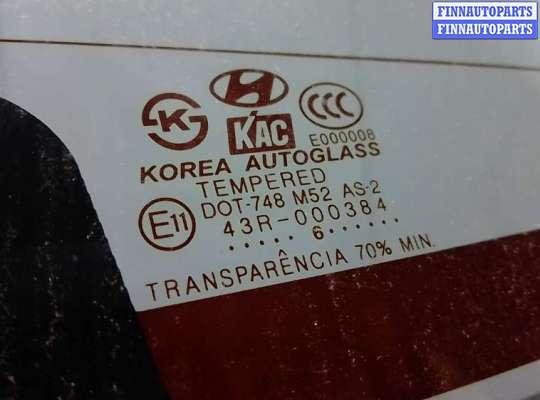 FINNAUTOPARTS
FINNAUTOPARTS
K
CCC
KAC
E000008
KOREA AUTOGLASS
TEMPERED
DOT-748 M52 AS-2
E11
43R-000384
..... 6......
TRANSPARÊNCIA 70% MIN.